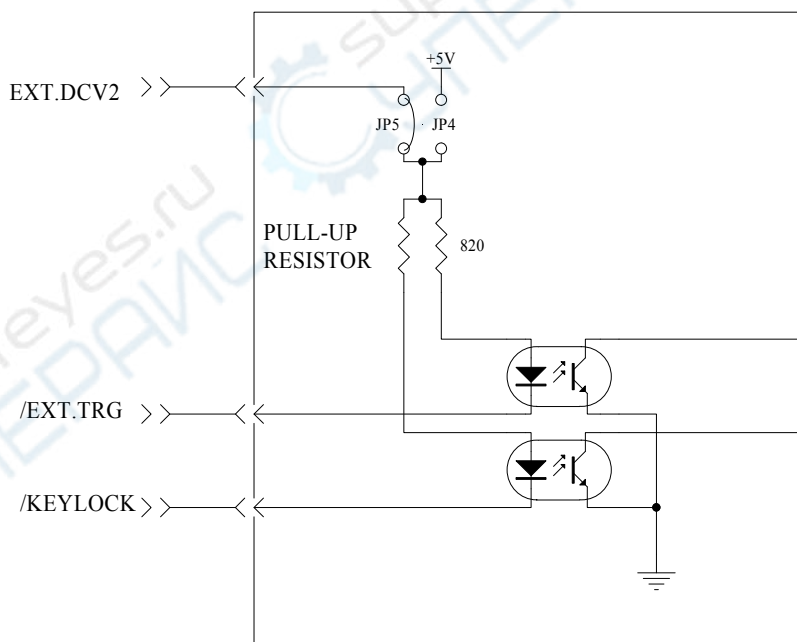 +5V
EXT.DCV2
JP5
JP4
PULL-UP
RESISTOR
820
/EXT.TRG
/KEYLOCK